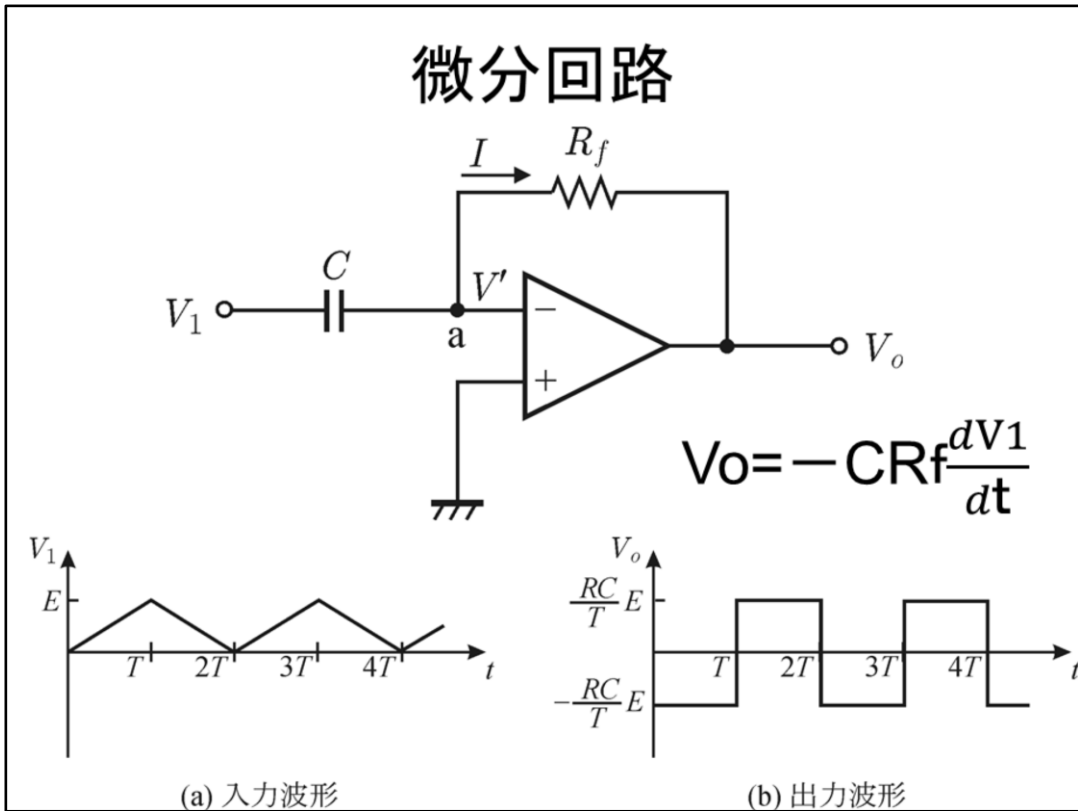 微分回路
I
R_f
C
V'
V_1
a
−
+
V_o
Vo=−CRf dV1/dt
V_1
E
T 2T 3T 4T t
(a) 入力波形
V_o
RC/T E
T 2T 3T 4T t
−RC/T E
(b) 出力波形